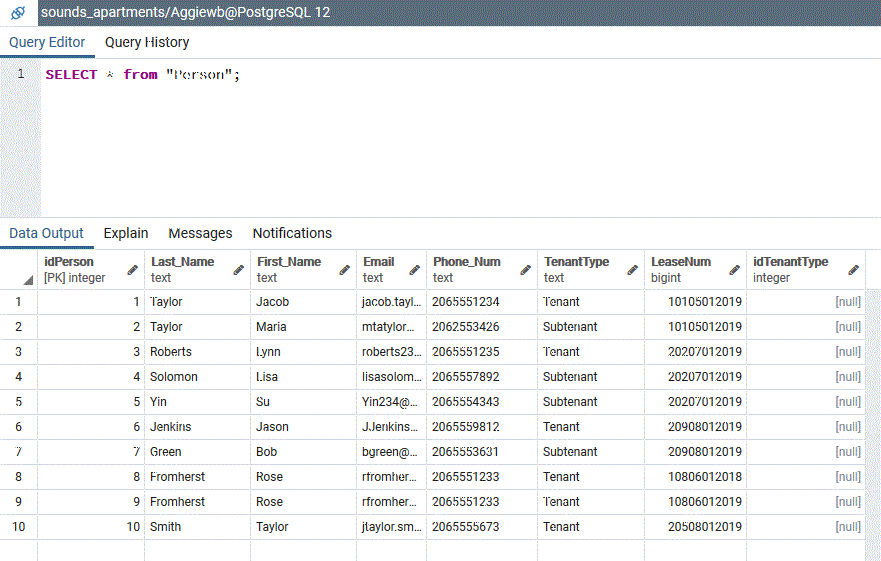 sounds_apartments/Aggiewb@PostgreSQL 12
Query Editor Query History
1 SELECT * from "Person";
Data Output Explain Messages Notifications
idPerson Last_Name First_Name Email Phone_Num TenantType LeaseNum idTenantType
[PK] integer text text text text text bigint integer
1 1 Taylor Jacob jacob.tayl... 2065551234 Tenant 10105012019 [null]
2 2 Taylor Maria mtatylor... 2062553426 Subtenant 10105012019 [null]
3 3 Roberts Lynn roberts23... 2065551235 Tenant 20207012019 [null]
4 4 Solomon Lisa lisasolom... 2065557892 Subtenant 20207012019 [null]
5 5 Yin Su Yin234@... 2065554343 Subtenant 20207012019 [null]
6 6 Jenkins Jason JJenkins... 2065559812 Tenant 20908012019 [null]
7 7 Green Bob bgreen@... 2065553631 Subtenant 20908012019 [null]
8 8 Fromherst Rose rfromher... 2065551233 Tenant 10806012018 [null]
9 9 Fromherst Rose rfromher... 2065551233 Tenant 10806012019 [null]
10 10 Smith Taylor jtaylor.sm... 2065555673 Tenant 20508012019 [null]